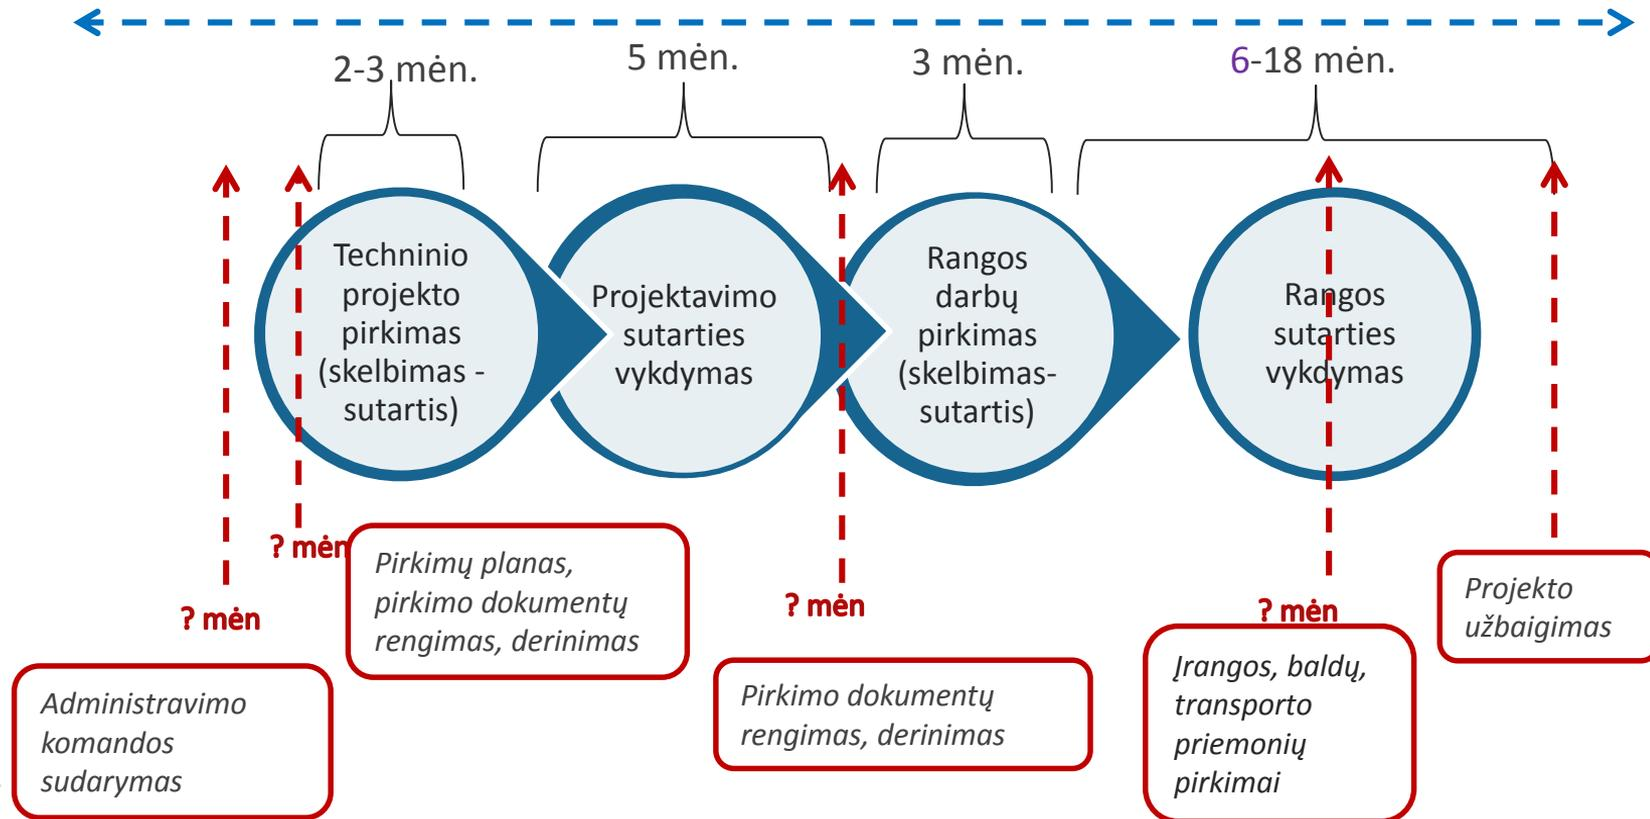 2-3 mėn.
5 mėn.
3 mėn.
6-18 mėn.
Techninio
projekto
pirkimas
(skelbimas -
sutartis)
Projektavimo
sutarties
vykdymas
Rangos
darbų
pirkimas
(skelbimas-
sutartis)
Rangos
sutarties
vykdymas
? mėn
Administravimo
komandos
sudarymas
? mėn
Pirkimų planas,
pirkimo dokumentų
rengimas, derinimas
? mėn
Pirkimo dokumentų
rengimas, derinimas
? mėn
Įrangos, baldų,
transporto
priemonių
pirkimai
Projekto
užbaigimas